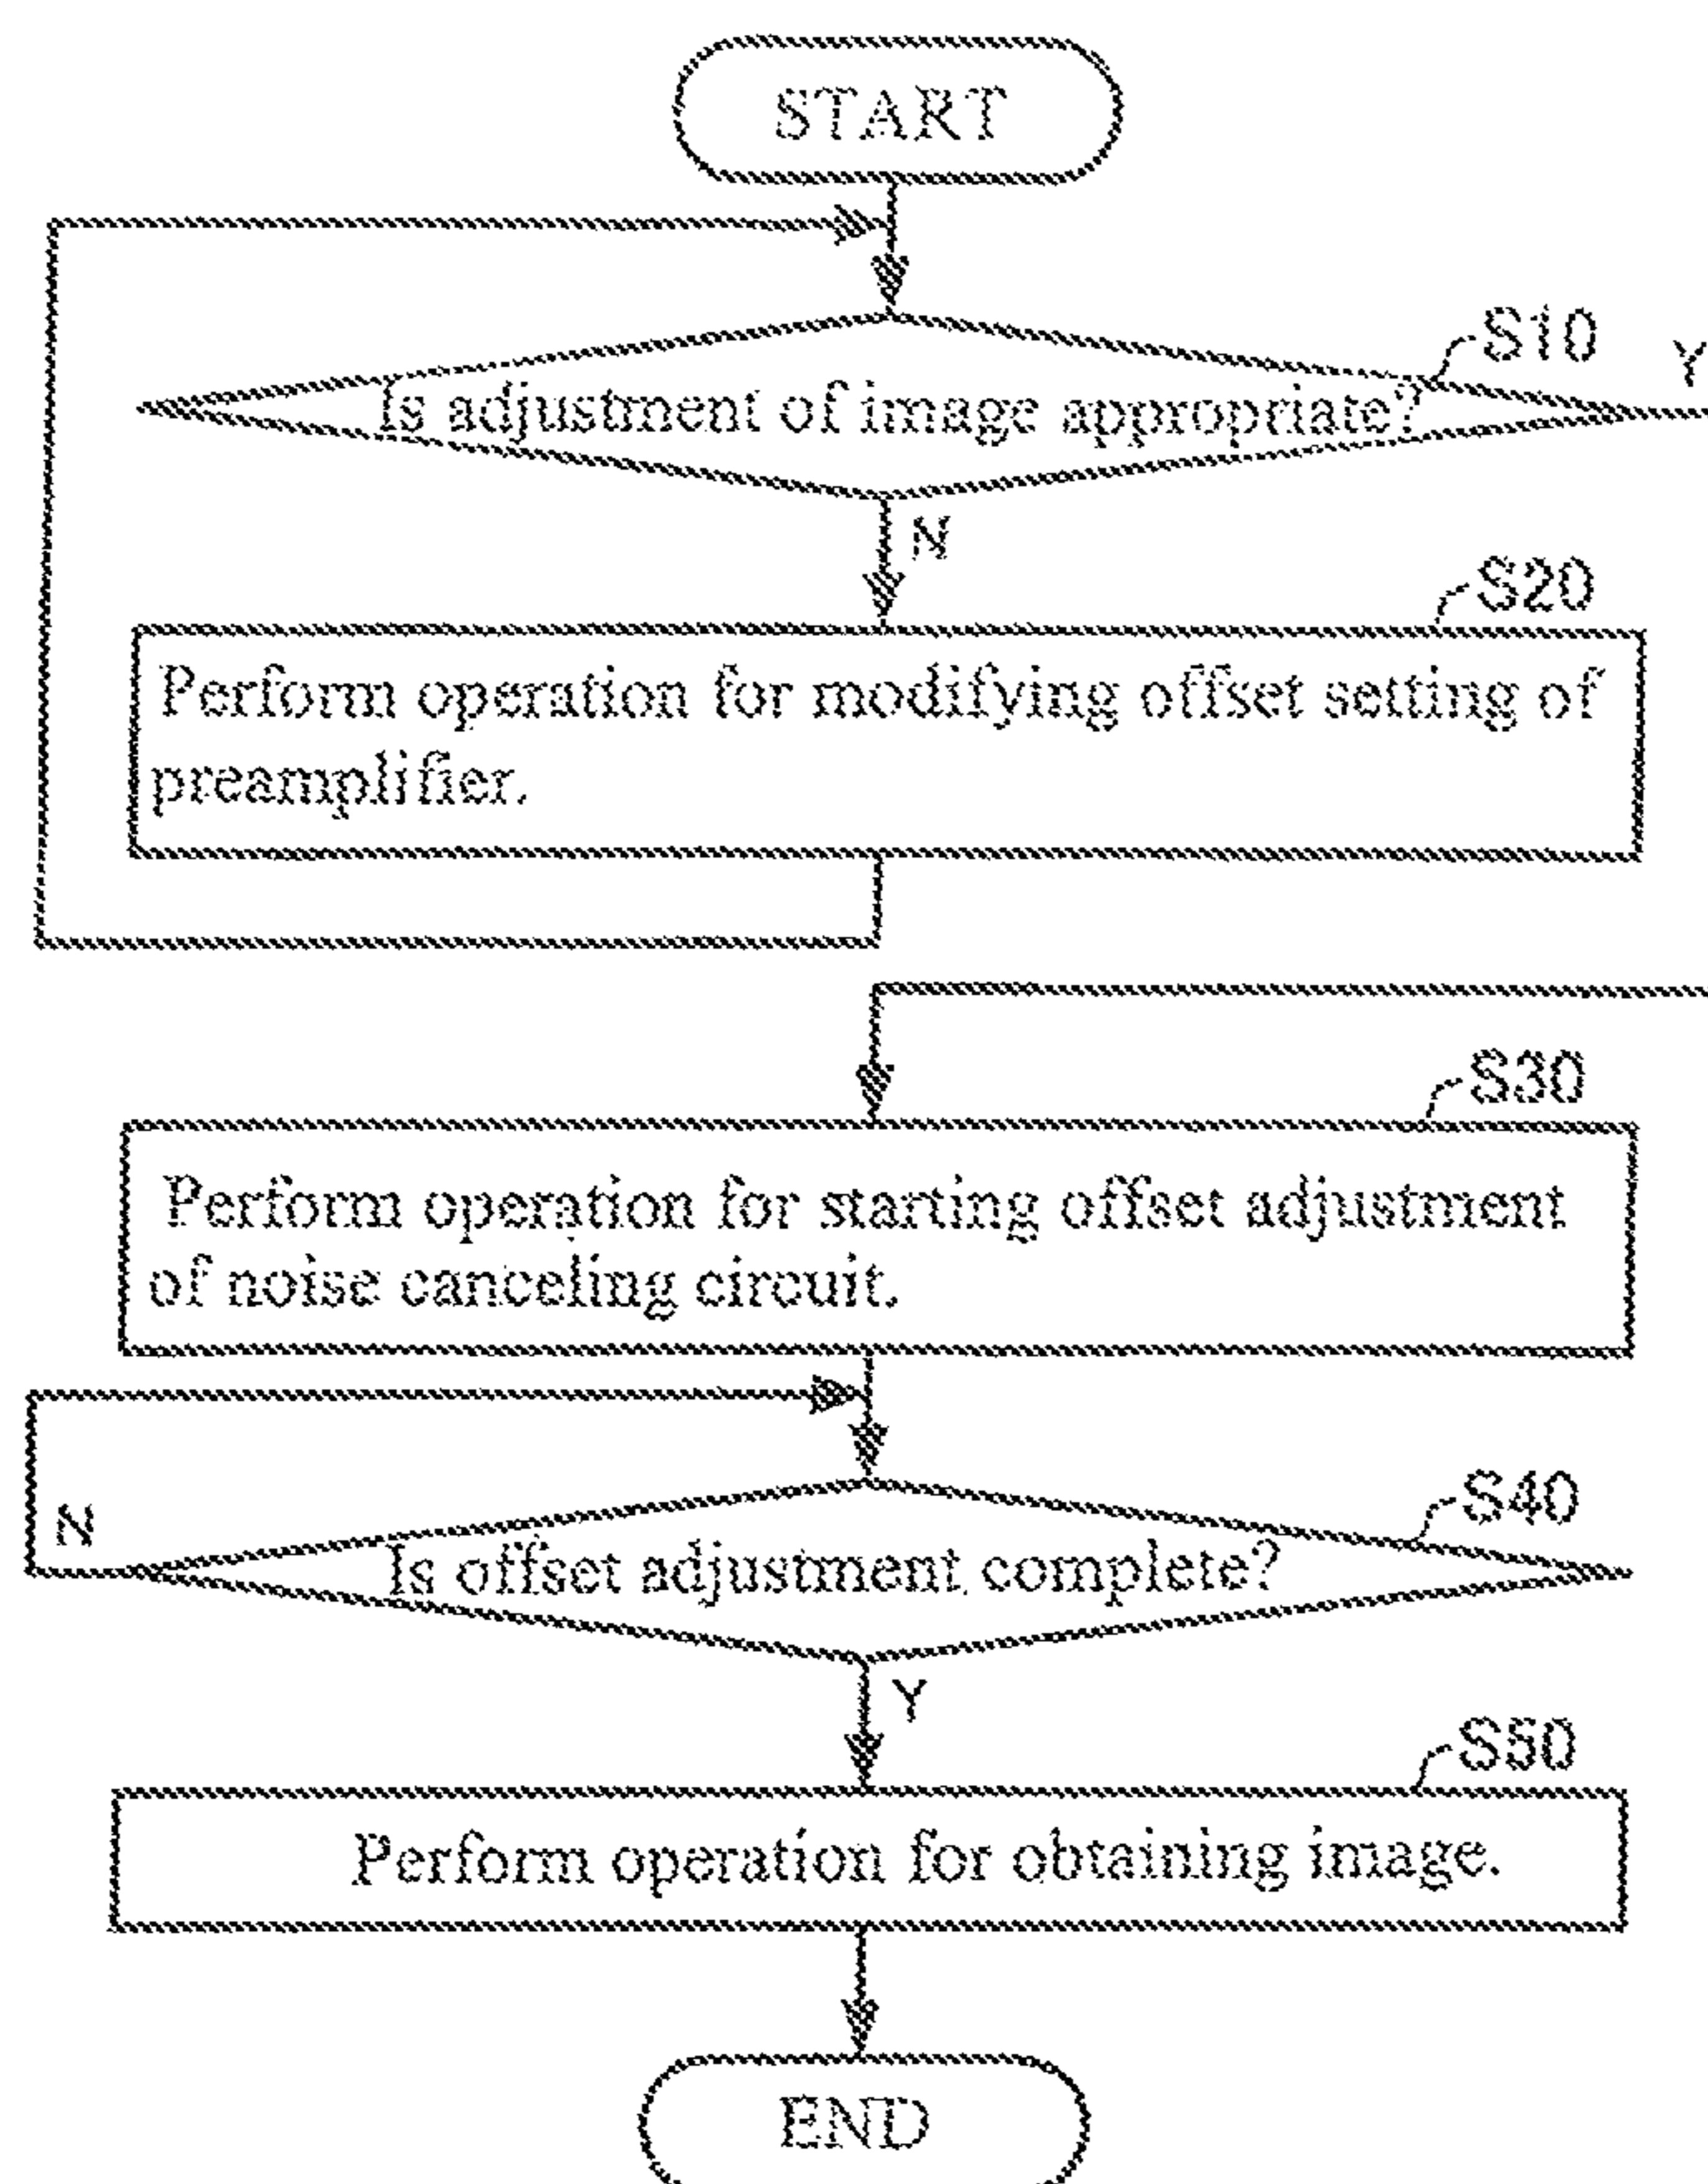 START
S10
Y
Is adjustment of image appropriate?
N
S20
Perform operation for modifying offset setting of
preamplifier.
S30
Perform operation for starting offset adjustment
of noise canceling circuit.
S40
N
Is offset adjustment complete?
Y
S50
Perform operation for obtaining image.
END